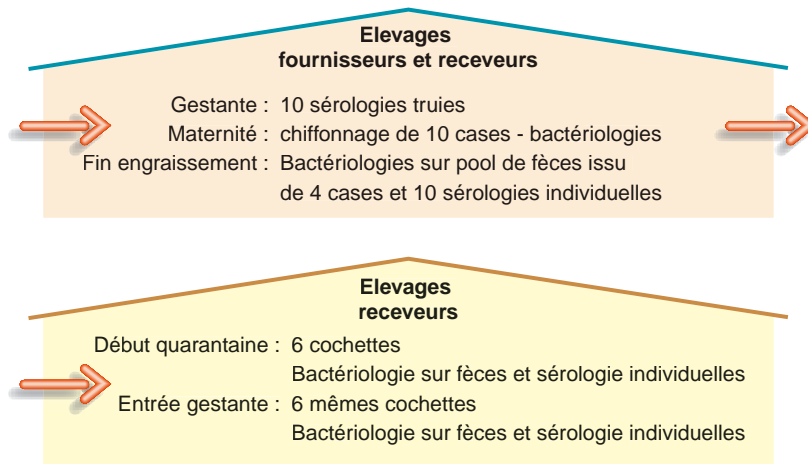 Elevages
fournisseurs et receveurs
Gestante : 10 sérologies truies
Maternité : chiffonnage de 10 cases - bactériologies
Fin engraissement : Bactériologies sur pool de fèces issu
de 4 cases et 10 sérologies individuelles
Elevages
receveurs
Début quarantaine : 6 cochettes
Bactériologie sur fèces et sérologie individuelles
Entrée gestante : 6 mêmes cochettes
Bactériologie sur fèces et sérologie individuelles